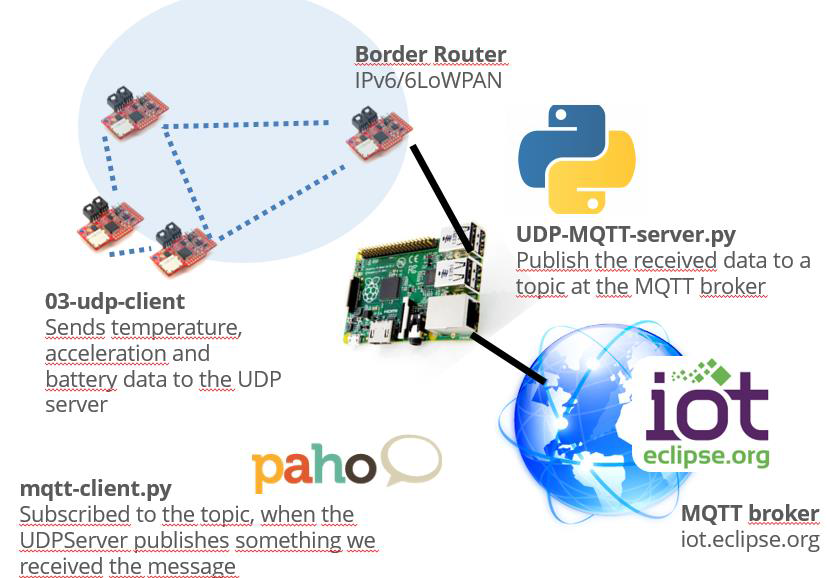 Border Router
IPv6/6LoWPAN
UDP-MQTT-server.py
Publish the received data to a
topic at the MQTT broker
03-udp-client
Sends temperature,
acceleration and
battery data to the UDP
server
iot
eclipse.org
paho
mqtt-client.py
Subscribed to the topic, when the
UDPServer publishes something we
received the message
MQTT broker
iot.eclipse.org